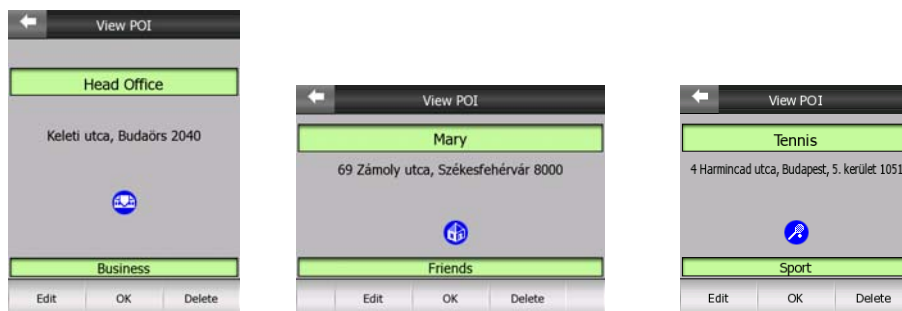 View POI
Head Office
Keleti utca, Budaörs 2040
Business
Edit OK Delete
View POI
Mary
69 Zámoly utca, Székesfehérvár 8000
Friends
Edit OK Delete
View POI
Tennis
4 Harmincad utca, Budapest, 5. kerület 1051
Sport
Edit OK Delete